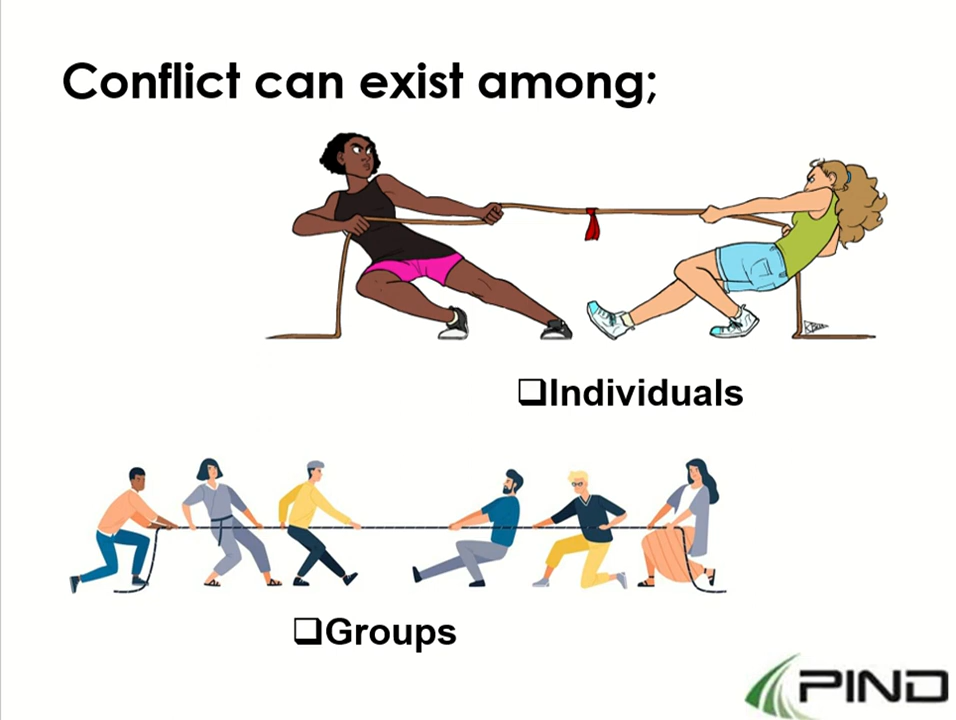 Conflict can exist among;
❑Individuals
❑Groups
PIND